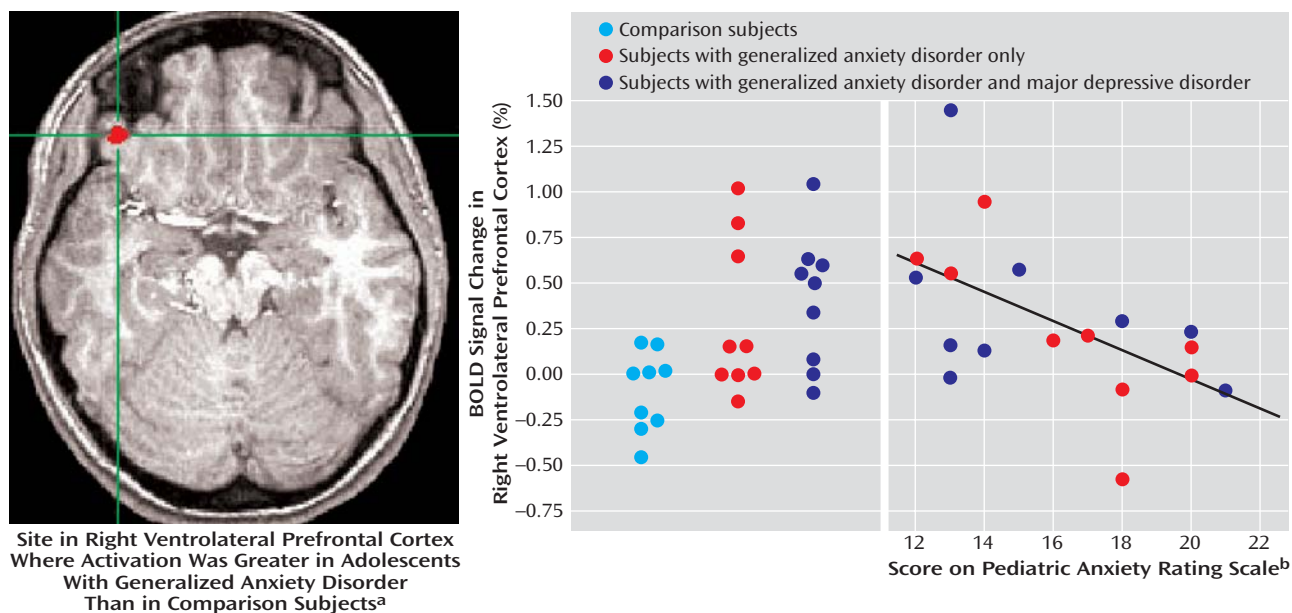 Site in Right Ventrolateral Prefrontal Cortex
Where Activation Was Greater in Adolescents
With Generalized Anxiety Disorder
Than in Comparison Subjectsᵃ
Comparison subjects
Subjects with generalized anxiety disorder only
Subjects with generalized anxiety disorder and major depressive disorder
BOLD Signal Change in
Right Ventrolateral Prefrontal Cortex (%)
1.50
1.25
1.00
0.75
0.50
0.25
0.00
–0.25
–0.50
–0.75
12 14 16 18 20 22
Score on Pediatric Anxiety Rating Scaleᵇ